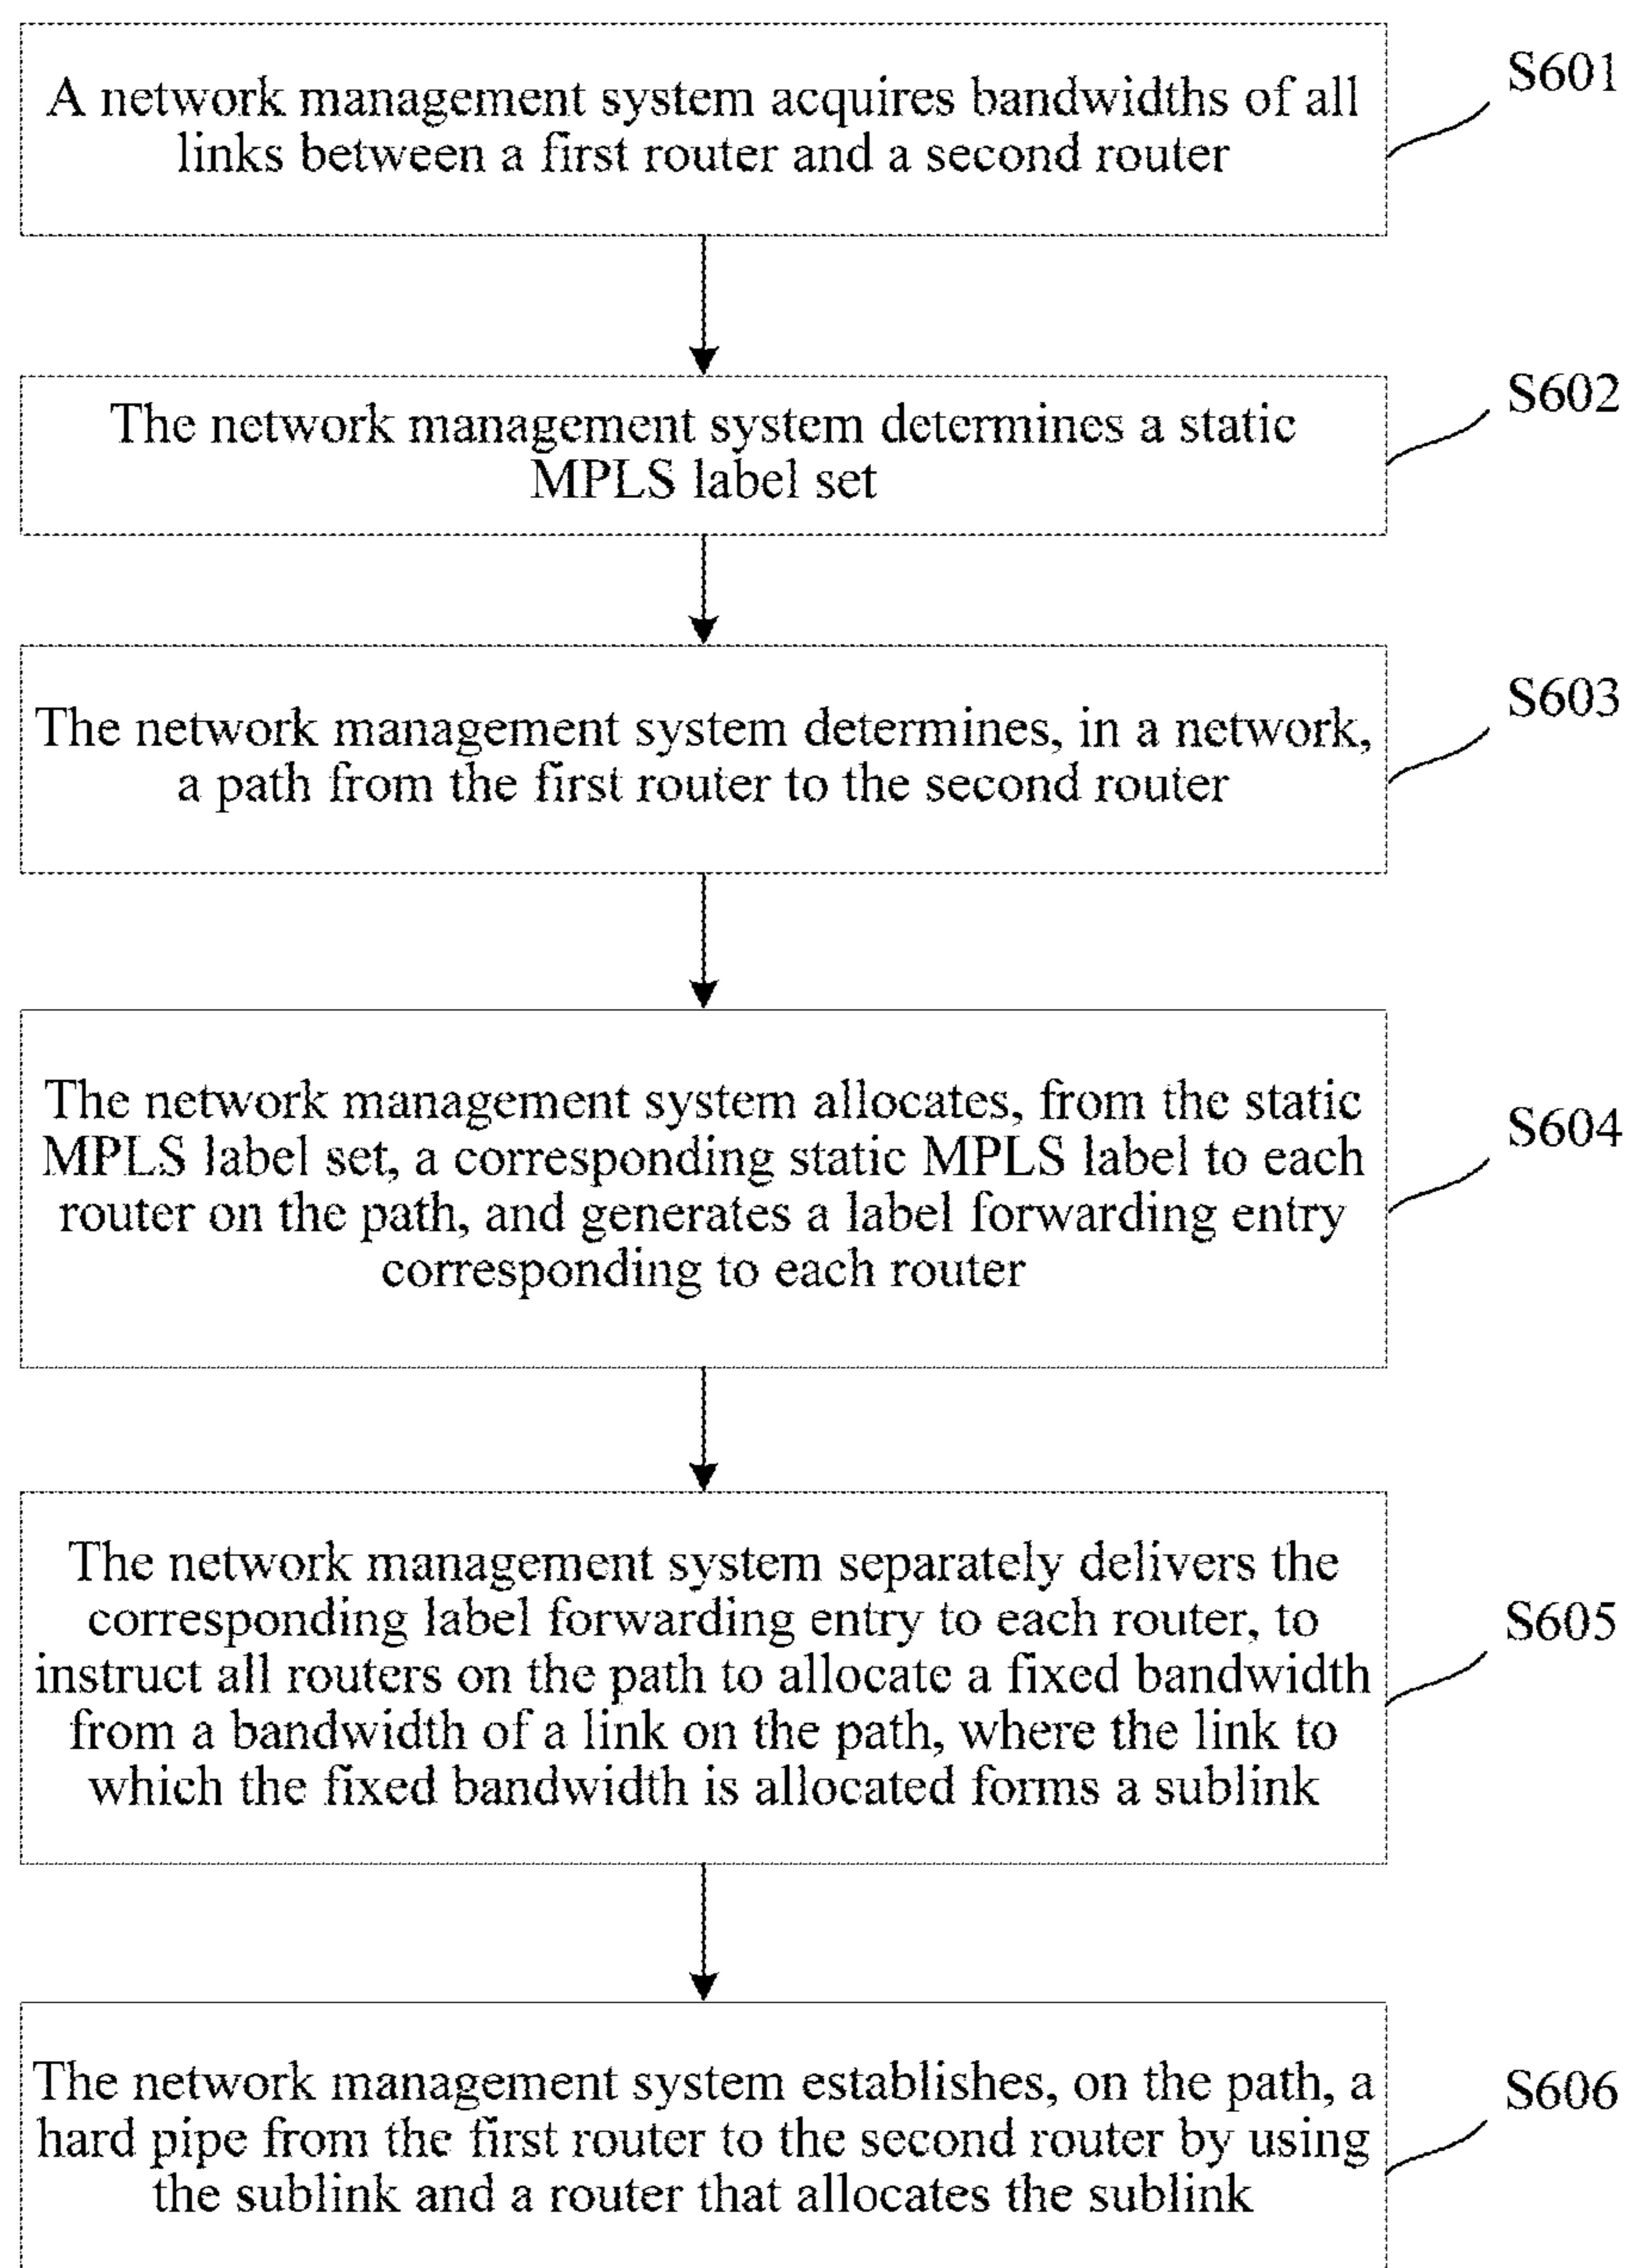 A network management system acquires bandwidths of all
links between a first router and a second router
S601
The network management system determines a static
MPLS label set
S602
The network management system determines, in a network,
a path from the first router to the second router
S603
The network management system allocates, from the static
MPLS label set, a corresponding static MPLS label to each
router on the path, and generates a label forwarding entry
corresponding to each router
S604
The network management system separately delivers the
corresponding label forwarding entry to each router, to
instruct all routers on the path to allocate a fixed bandwidth
from a bandwidth of a link on the path, where the link to
which the fixed bandwidth is allocated forms a sublink
S605
The network management system establishes, on the path, a
hard pipe from the first router to the second router by using
the sublink and a router that allocates the sublink
S606